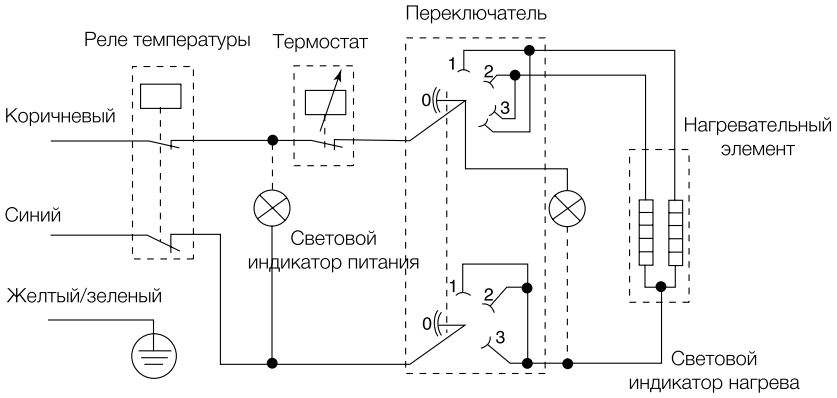 Переключатель
Реле температуры
Термостат
1
2
0
3
Коричневый
Нагревательный
элемент
Синий
Световой
индикатор питания
1
2
Желтый/зеленый
0
3
Световой
индикатор нагрева